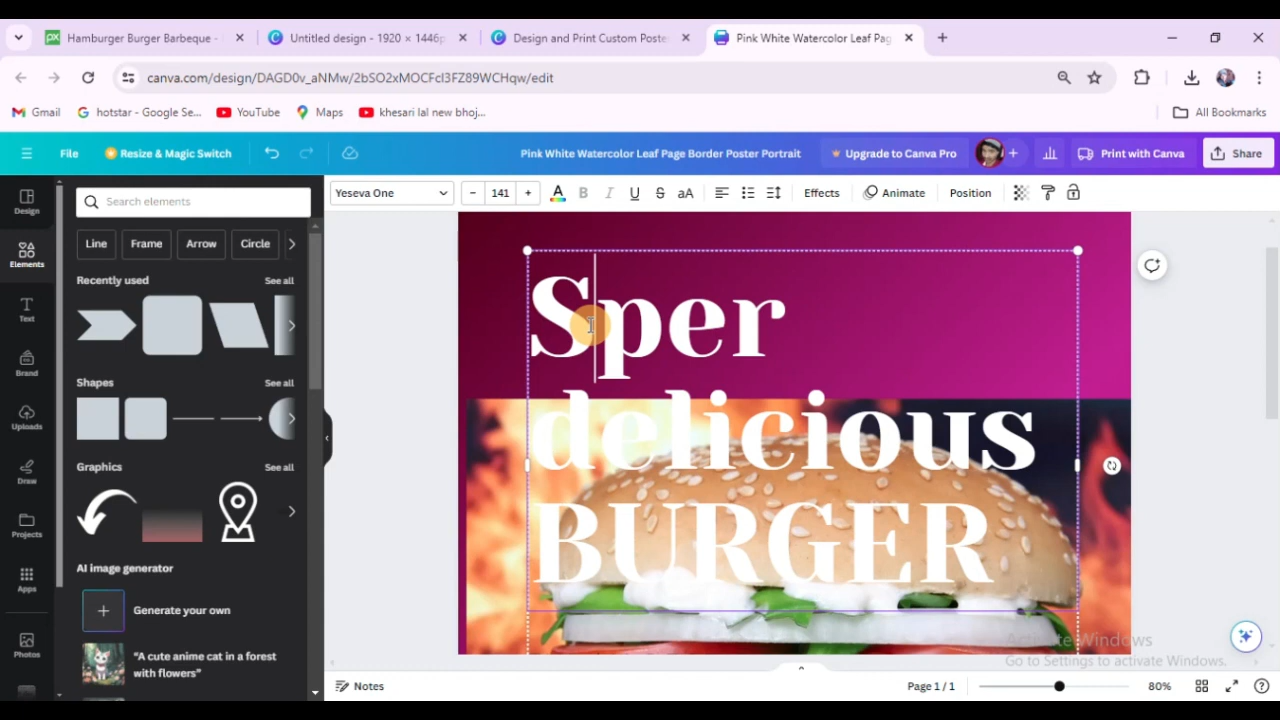 Hamburger Burger Barbeque -
Untitled design - 1920 × 1446p
Design and Print Custom Poste
Pink White Watercolor Leaf Pag
canva.com/design/DAGD0v_aNMw/2bSO2xMOCFcl3FZ89WCHqw/edit
Gmail
hotstar - Google Se...
YouTube
Maps
khesari lal new bhoj...
All Bookmarks
File
Resize & Magic Switch
Pink White Watercolor Leaf Page Border Poster Portrait
Upgrade to Canva Pro
Print with Canva
Share
Design
Elements
Text
Brand
Uploads
Draw
Projects
Apps
Photos
Search elements
Line
Frame
Arrow
Circle
Recently used
See all
Shapes
See all
Graphics
See all
AI image generator
Generate your own
"A cute anime cat in a forest
with flowers"
Yeseva One
− 141 +
A B I U S aA
Effects
Animate
Position
Sper
delicious
BURGER
Activate Windows
Go to Settings to activate Windows.
Notes
Page 1 / 1
80%